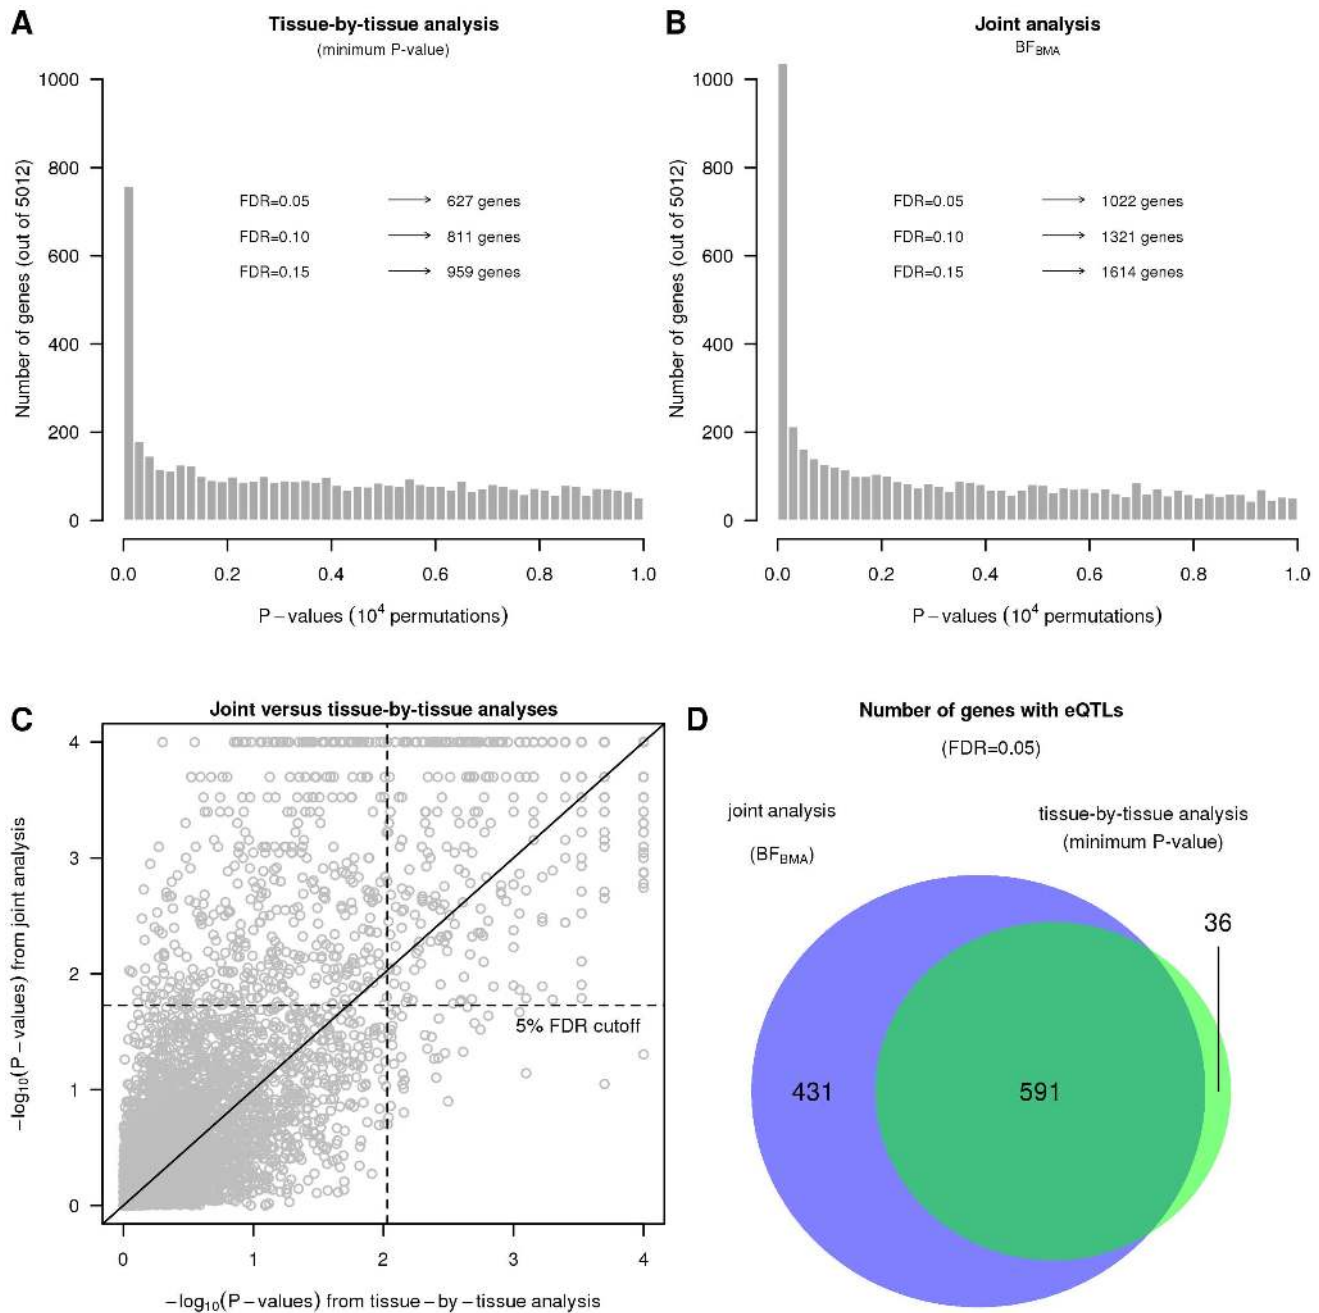 A
Tissue-by-tissue analysis
(minimum P-value)
Number of genes (out of 5012)
1000
800
600
400
200
0
FDR=0.05 → 627 genes
FDR=0.10 → 811 genes
FDR=0.15 → 959 genes
0.0 0.2 0.4 0.6 0.8 1.0
P−values (10⁴ permutations)
B
Joint analysis
BF_BMA
Number of genes (out of 5012)
1000
800
600
400
200
0
FDR=0.05 → 1022 genes
FDR=0.10 → 1321 genes
FDR=0.15 → 1614 genes
0.0 0.2 0.4 0.6 0.8 1.0
P−values (10⁴ permutations)
C
Joint versus tissue-by-tissue analyses
−log₁₀(P−values) from joint analysis
4
3
2
1
0
5% FDR cutoff
0 1 2 3 4
−log₁₀(P−values) from tissue−by−tissue analysis
D
Number of genes with eQTLs
(FDR=0.05)
joint analysis
(BF_BMA)
tissue-by-tissue analysis
(minimum P-value)
36
431
591